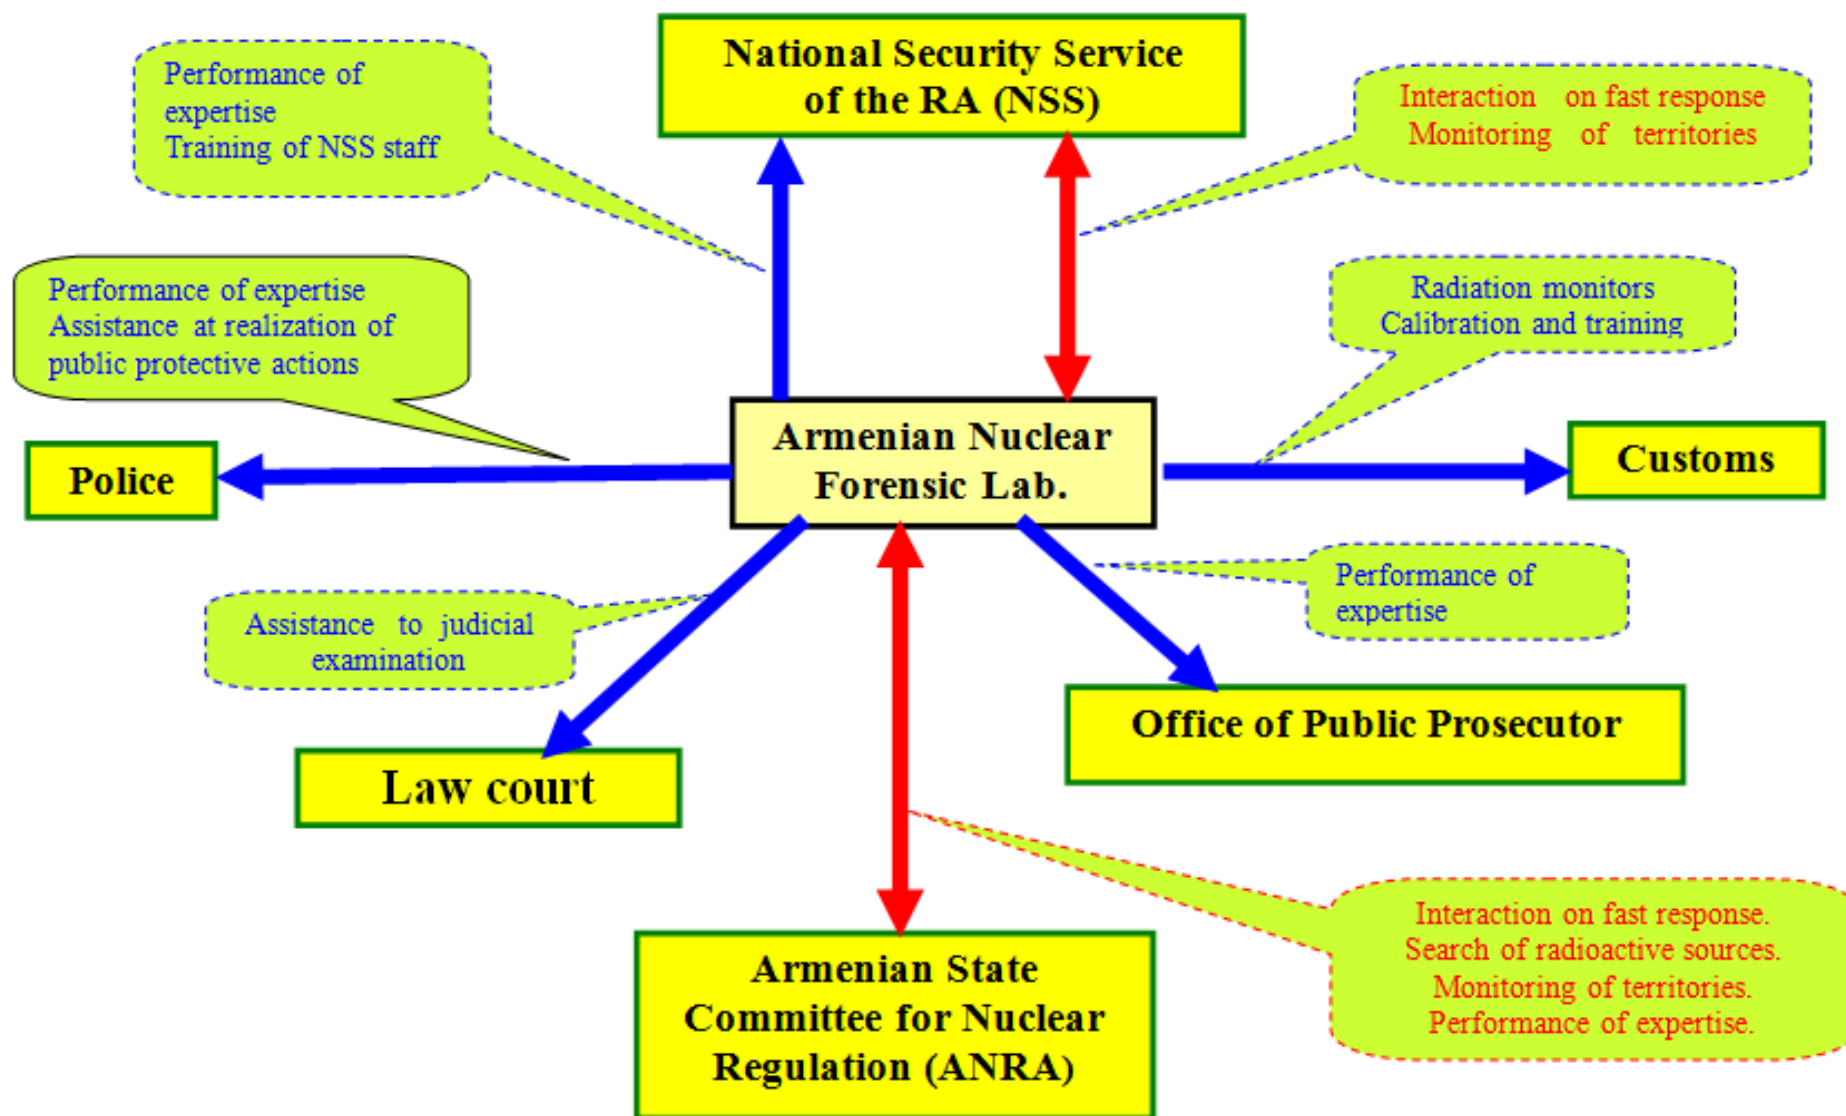 National Security Service
of the RA (NSS)
Performance of
expertise
Training of NSS staff
Interaction on fast response
Monitoring of territories
Performance of expertise
Assistance at realization of
public protective actions
Radiation monitors
Calibration and training
Police
Armenian Nuclear
Forensic Lab.
Customs
Assistance to judicial
examination
Performance of
expertise
Law court
Office of Public Prosecutor
Armenian State
Committee for Nuclear
Regulation (ANRA)
Interaction on fast response.
Search of radioactive sources.
Monitoring of territories.
Performance of expertise.